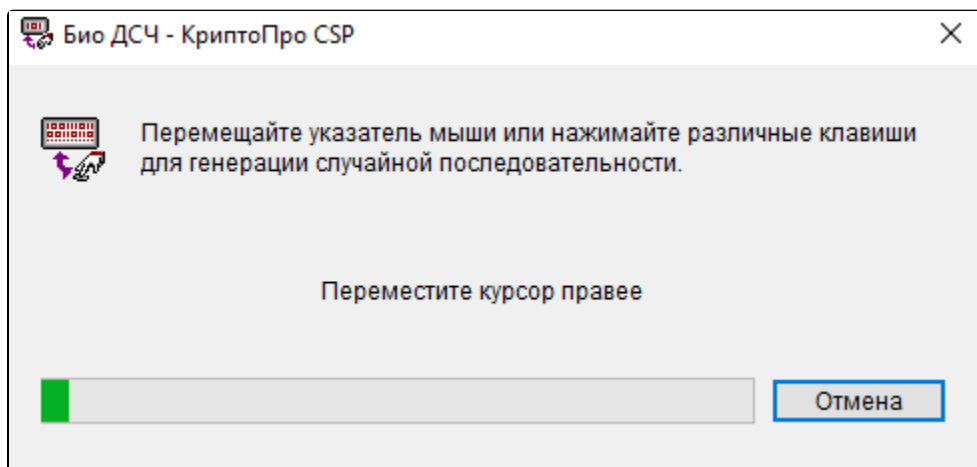 Био ДСЧ - КриптоПро CSP
Перемещайте указатель мыши или нажимайте различные клавиши
для генерации случайной последовательности.
Переместите курсор правее
Отмена